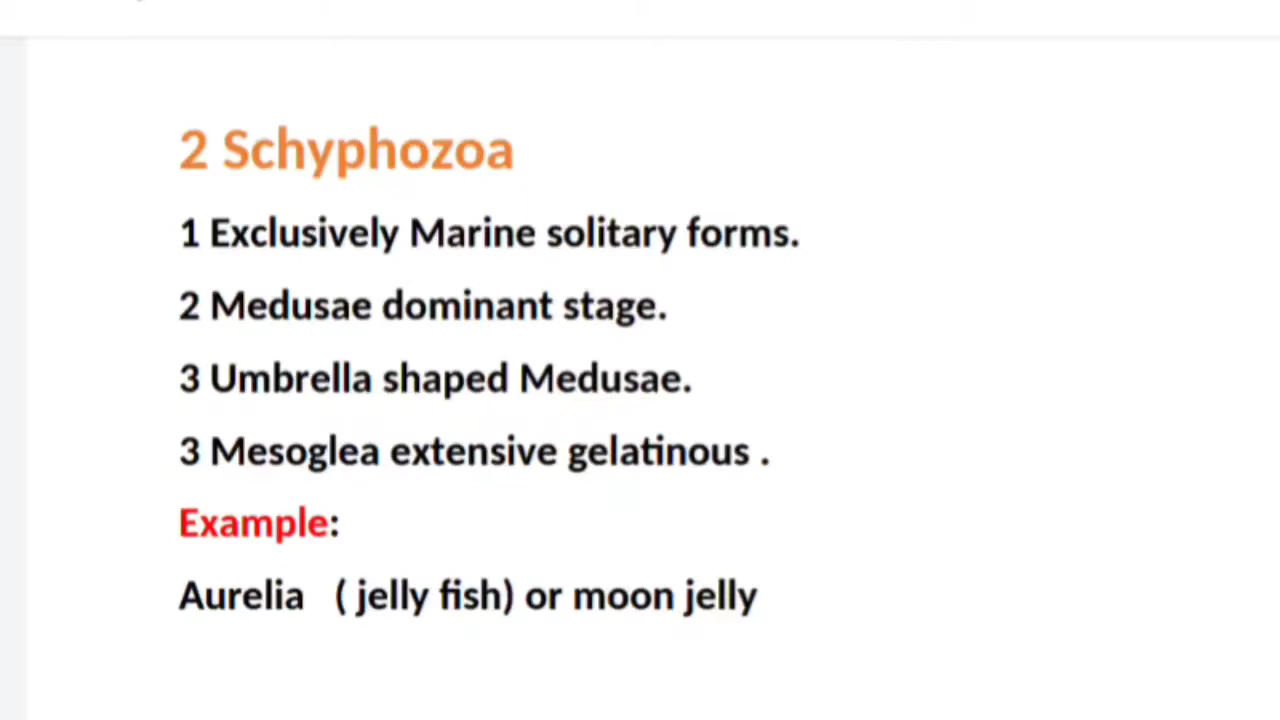 2 Schyphozoa
1 Exclusively Marine solitary forms.
2 Medusae dominant stage.
3 Umbrella shaped Medusae.
3 Mesoglea extensive gelatinous .
Example:
Aurelia ( jelly fish) or moon jelly